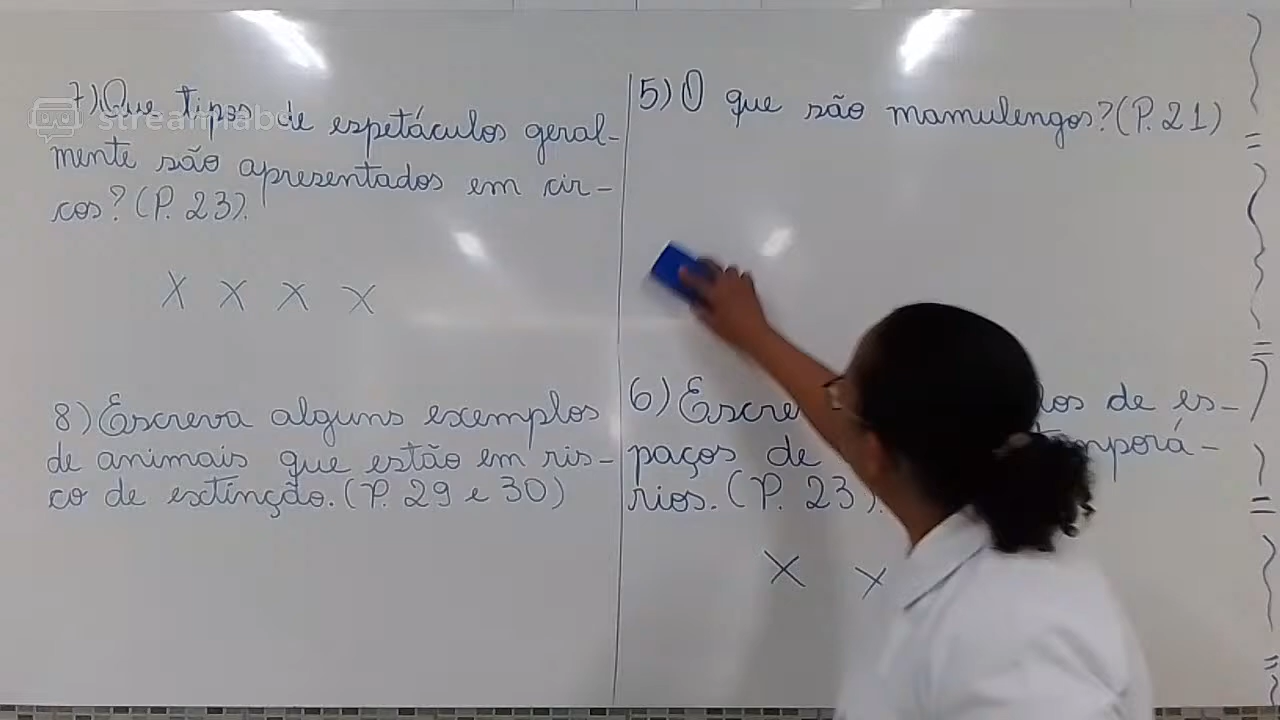 7) Que tipos de espetáculos geral-
mente são apresentados em cir-
cos? (P. 23).
X X X X
8) Escreva alguns exemplos
de animais que estão em ris-
co de extinção. (P. 29 e 30)
5) O que são mamulengos? (P. 21)
6) Escre os de es-
paços de mporá-
rios. (P. 23).
X X
streamlabs